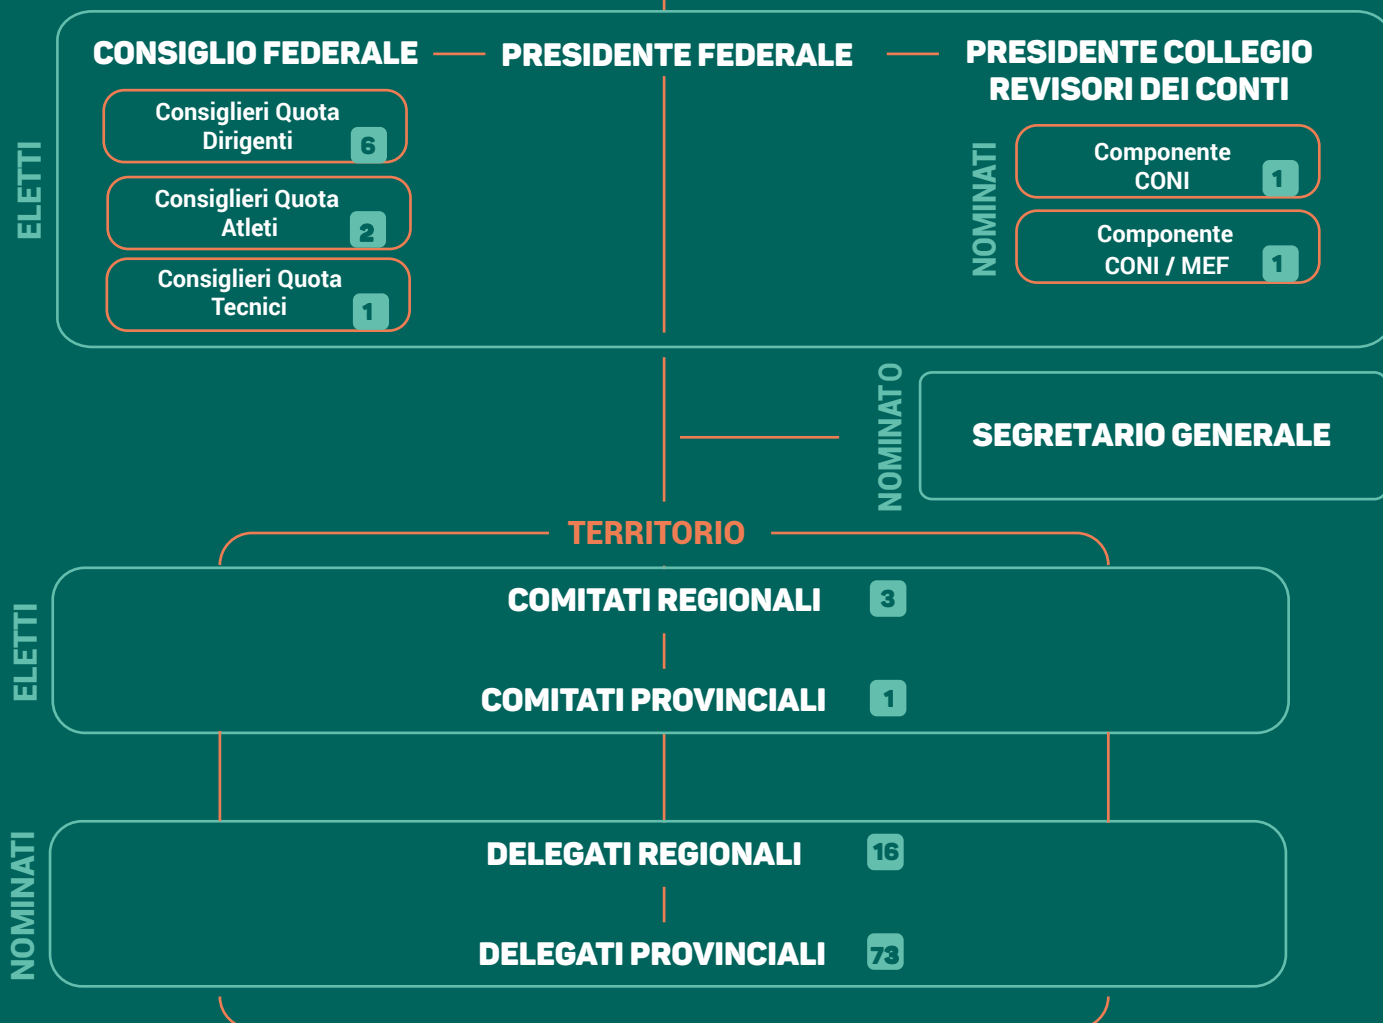 ELETTI
CONSIGLIO FEDERALE
Consiglieri Quota
Dirigenti 6
Consiglieri Quota
Atleti 2
Consiglieri Quota
Tecnici 1
PRESIDENTE FEDERALE
PRESIDENTE COLLEGIO
REVISORI DEI CONTI
NOMINATI
Componente
CONI 1
Componente
CONI / MEF 1
NOMINATO
SEGRETARIO GENERALE
TERRITORIO
ELETTI
COMITATI REGIONALI 3
COMITATI PROVINCIALI 1
NOMINATI
DELEGATI REGIONALI 16
DELEGATI PROVINCIALI 73